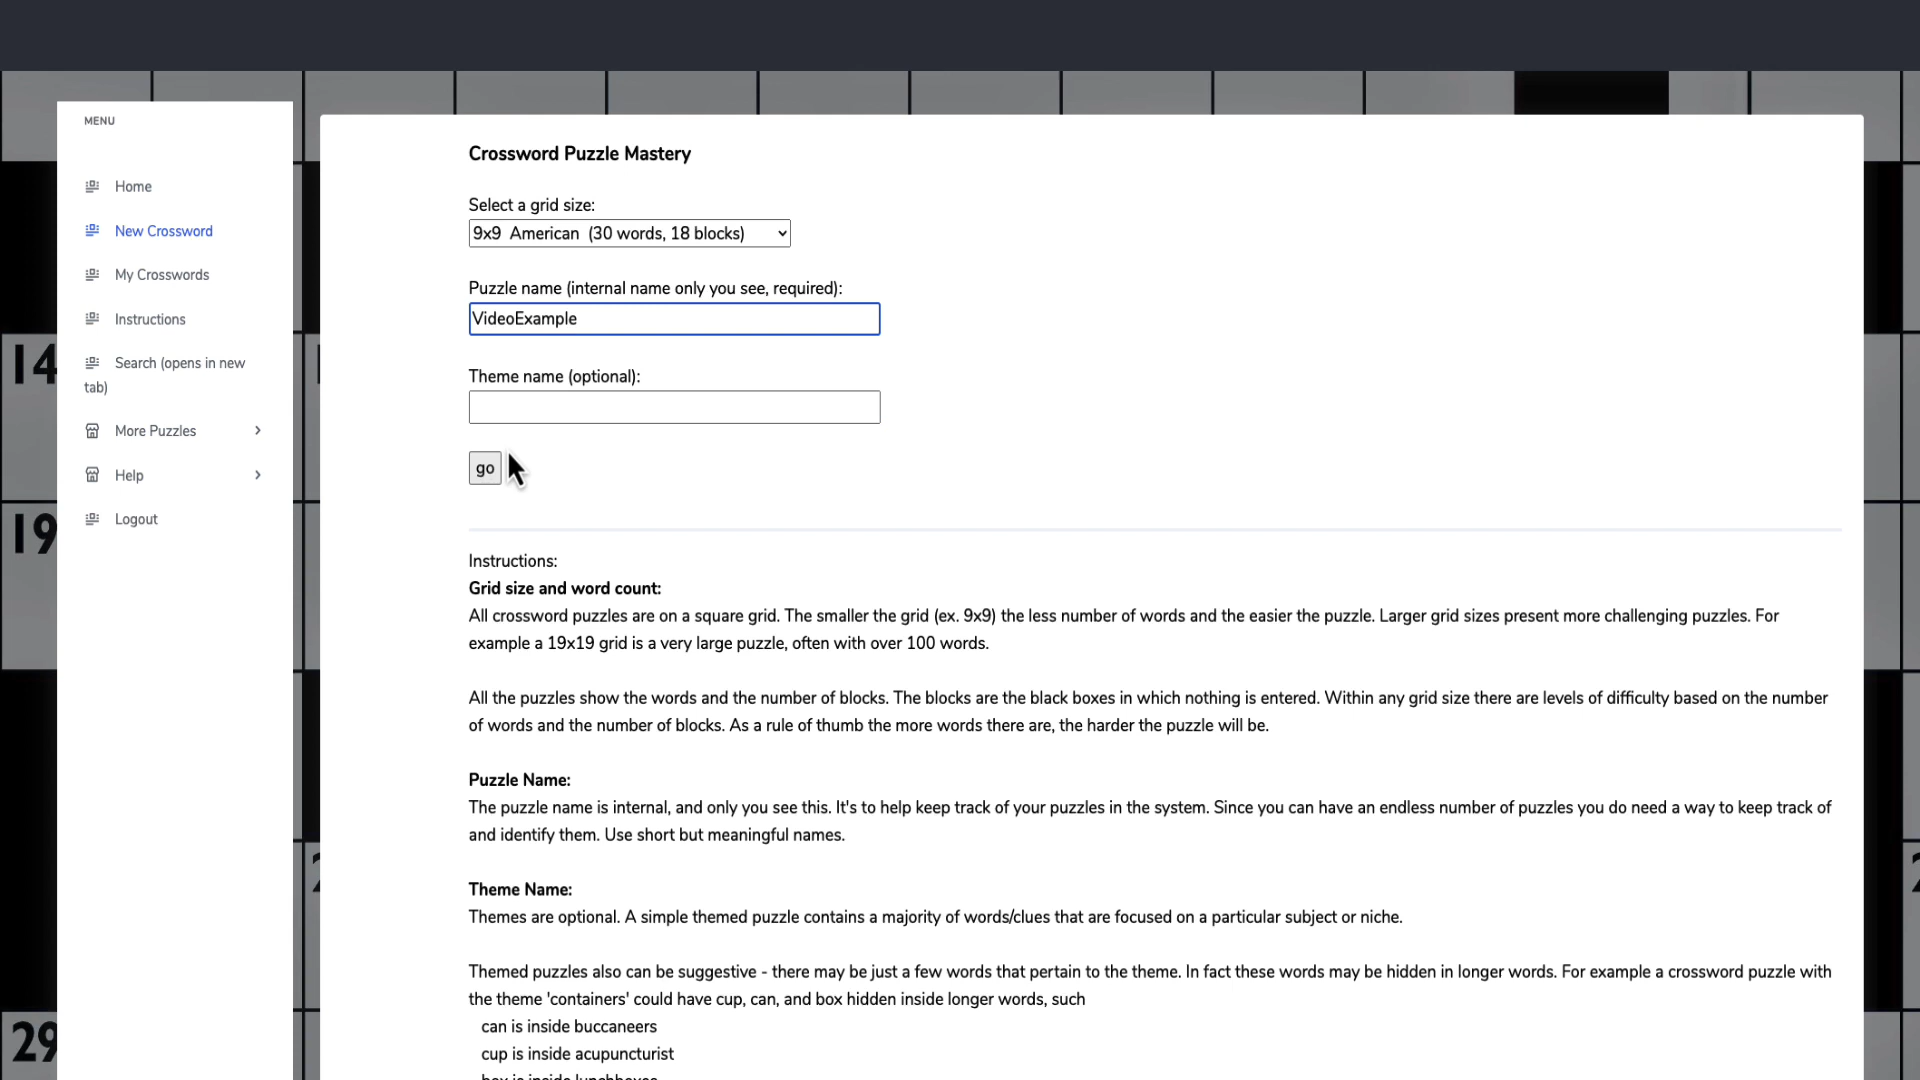 MENU
Home
New Crossword
My Crosswords
Instructions
Search (opens in new
tab)
More Puzzles
Help
Logout
Crossword Puzzle Mastery
Select a grid size:
9x9 American (30 words, 18 blocks)
Puzzle name (internal name only you see, required):
VideoExample
Theme name (optional):
go
Instructions:
Grid size and word count:
All crossword puzzles are on a square grid. The smaller the grid (ex. 9x9) the less number of words and the easier the puzzle. Larger grid sizes present more challenging puzzles. For
example a 19x19 grid is a very large puzzle, often with over 100 words.
All the puzzles show the words and the number of blocks. The blocks are the black boxes in which nothing is entered. Within any grid size there are levels of difficulty based on the number
of words and the number of blocks. As a rule of thumb the more words there are, the harder the puzzle will be.
Puzzle Name:
The puzzle name is internal, and only you see this. It's to help keep track of your puzzles in the system. Since you can have an endless number of puzzles you do need a way to keep track of
and identify them. Use short but meaningful names.
Theme Name:
Themes are optional. A simple themed puzzle contains a majority of words/clues that are focused on a particular subject or niche.
Themed puzzles also can be suggestive - there may be just a few words that pertain to the theme. In fact these words may be hidden in longer words. For example a crossword puzzle with
the theme 'containers' could have cup, can, and box hidden inside longer words, such
can is inside buccaneers
cup is inside acupuncturist
box is inside lunchboxes
14
19
29